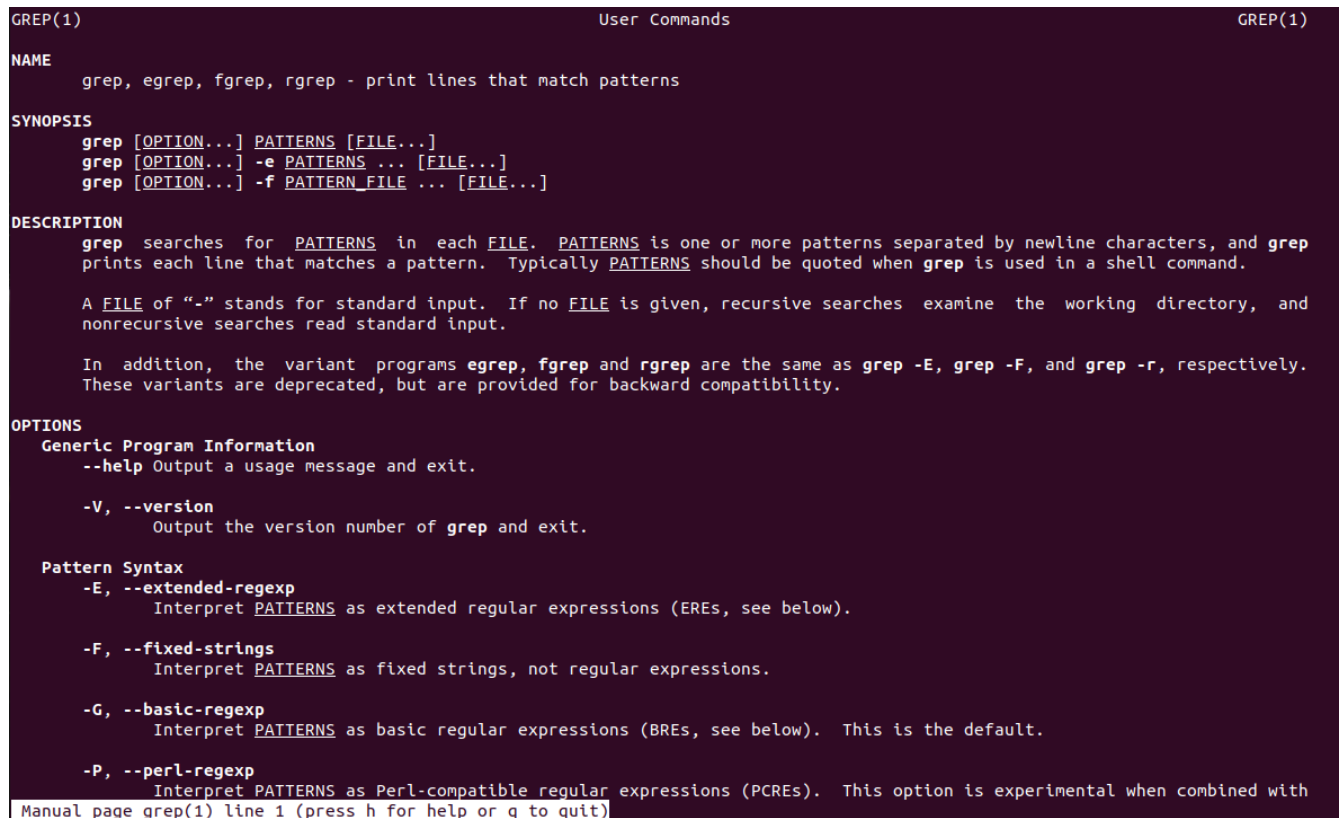 GREP(1) User Commands GREP(1)
NAME
grep, egrep, fgrep, rgrep - print lines that match patterns
SYNOPSIS
grep [OPTION...] PATTERNS [FILE...]
grep [OPTION...] -e PATTERNS ... [FILE...]
grep [OPTION...] -f PATTERN_FILE ... [FILE...]
DESCRIPTION
grep searches for PATTERNS in each FILE. PATTERNS is one or more patterns separated by newline characters, and grep
prints each line that matches a pattern. Typically PATTERNS should be quoted when grep is used in a shell command.
A FILE of “-” stands for standard input. If no FILE is given, recursive searches examine the working directory, and
nonrecursive searches read standard input.
In addition, the variant programs egrep, fgrep and rgrep are the same as grep -E, grep -F, and grep -r, respectively.
These variants are deprecated, but are provided for backward compatibility.
OPTIONS
Generic Program Information
--help Output a usage message and exit.
-V, --version
Output the version number of grep and exit.
Pattern Syntax
-E, --extended-regexp
Interpret PATTERNS as extended regular expressions (EREs, see below).
-F, --fixed-strings
Interpret PATTERNS as fixed strings, not regular expressions.
-G, --basic-regexp
Interpret PATTERNS as basic regular expressions (BREs, see below). This is the default.
-P, --perl-regexp
Interpret PATTERNS as Perl-compatible regular expressions (PCREs). This option is experimental when combined with
Manual page grep(1) line 1 (press h for help or q to quit)